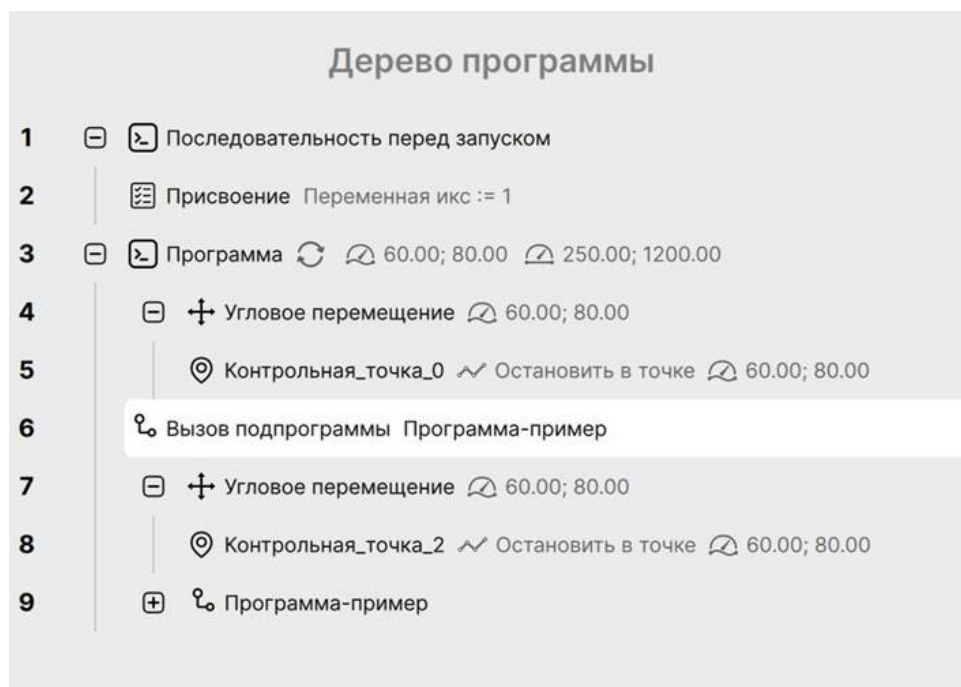 Дерево программы
1 Последовательность перед запуском
2 Присвоение Переменная икс := 1
3 Программа 60.00; 80.00 250.00; 1200.00
4 Угловое перемещение 60.00; 80.00
5 Контрольная_точка_0 Остановить в точке 60.00; 80.00
6 Вызов подпрограммы Программа-пример
7 Угловое перемещение 60.00; 80.00
8 Контрольная_точка_2 Остановить в точке 60.00; 80.00
9 Программа-пример